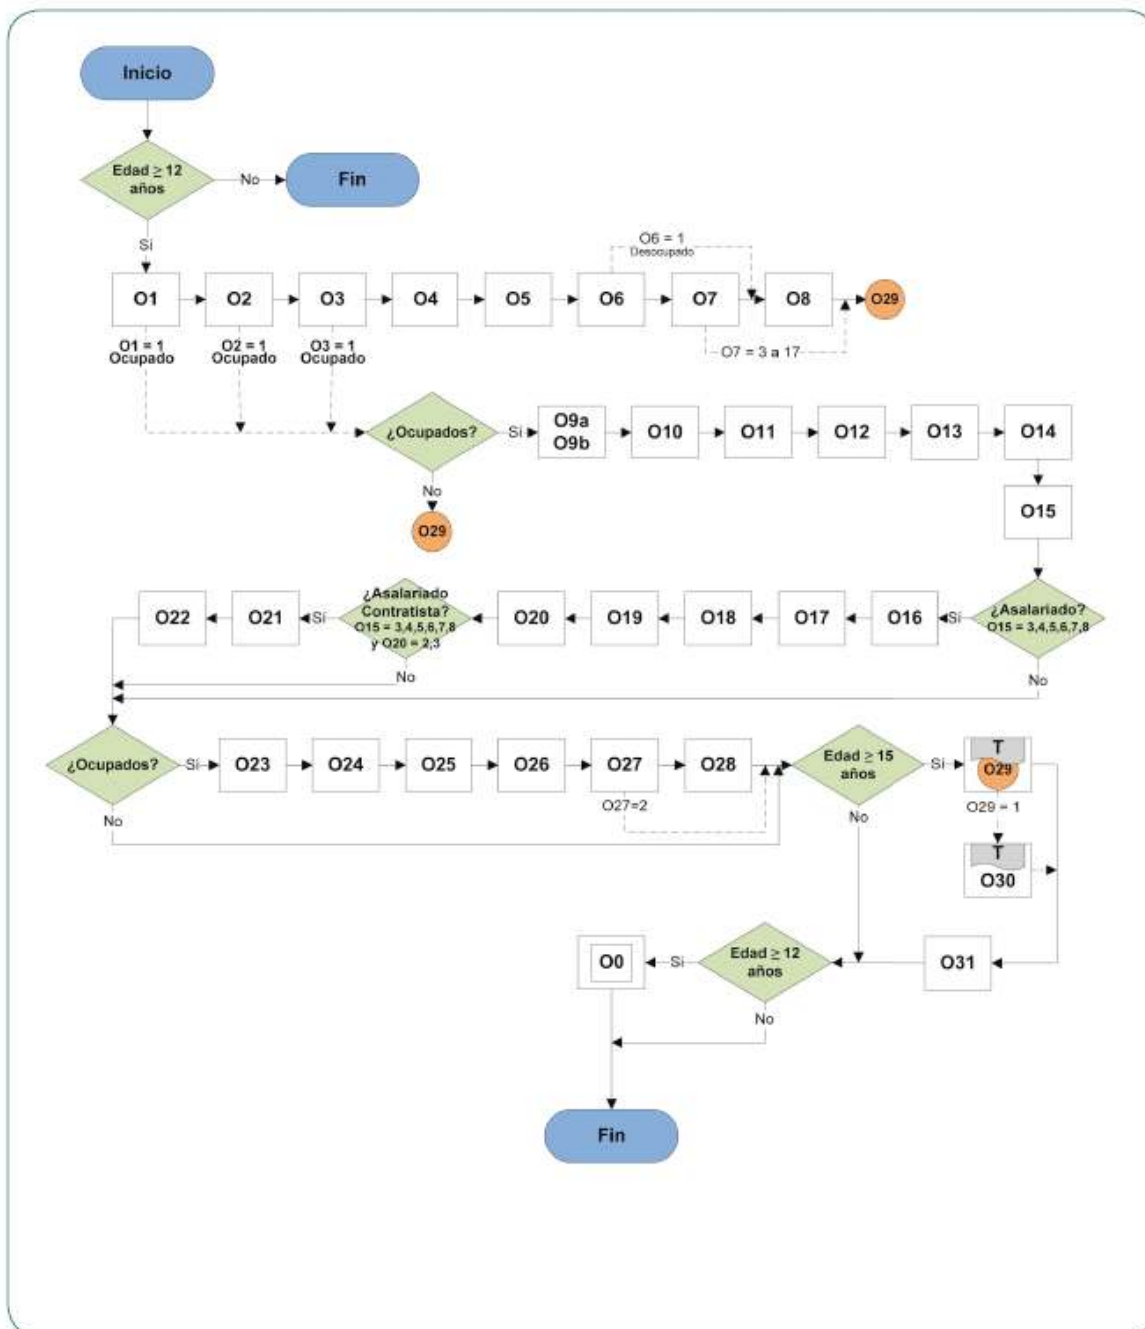 Inicio
Edad ≥ 12
años
No
Fin
Sí
O6 = 1
Desocupado
O1
O2
O3
O4
O5
O6
O7
O8
O29
O1 = 1
Ocupado
O2 = 1
Ocupado
O3 = 1
Ocupado
O7 = 3 a 17
¿Ocupados?
Sí
O9a
O9b
O10
O11
O12
O13
O14
No
O29
O15
O22
O21
Sí
¿Asalariado
Contratista?
O15 = 3,4,5,6,7,8
y O20 = 2,3
O20
O19
O18
O17
O16
Sí
¿Asalariado?
O15 = 3,4,5,6,7,8
No
No
¿Ocupados?
Sí
O23
O24
O25
O26
O27
O28
Edad ≥ 15
años
Sí
T
O29
O27=2
O29 = 1
No
No
T
O30
O0
Sí
Edad ≥ 12
años
O31
No
Fin